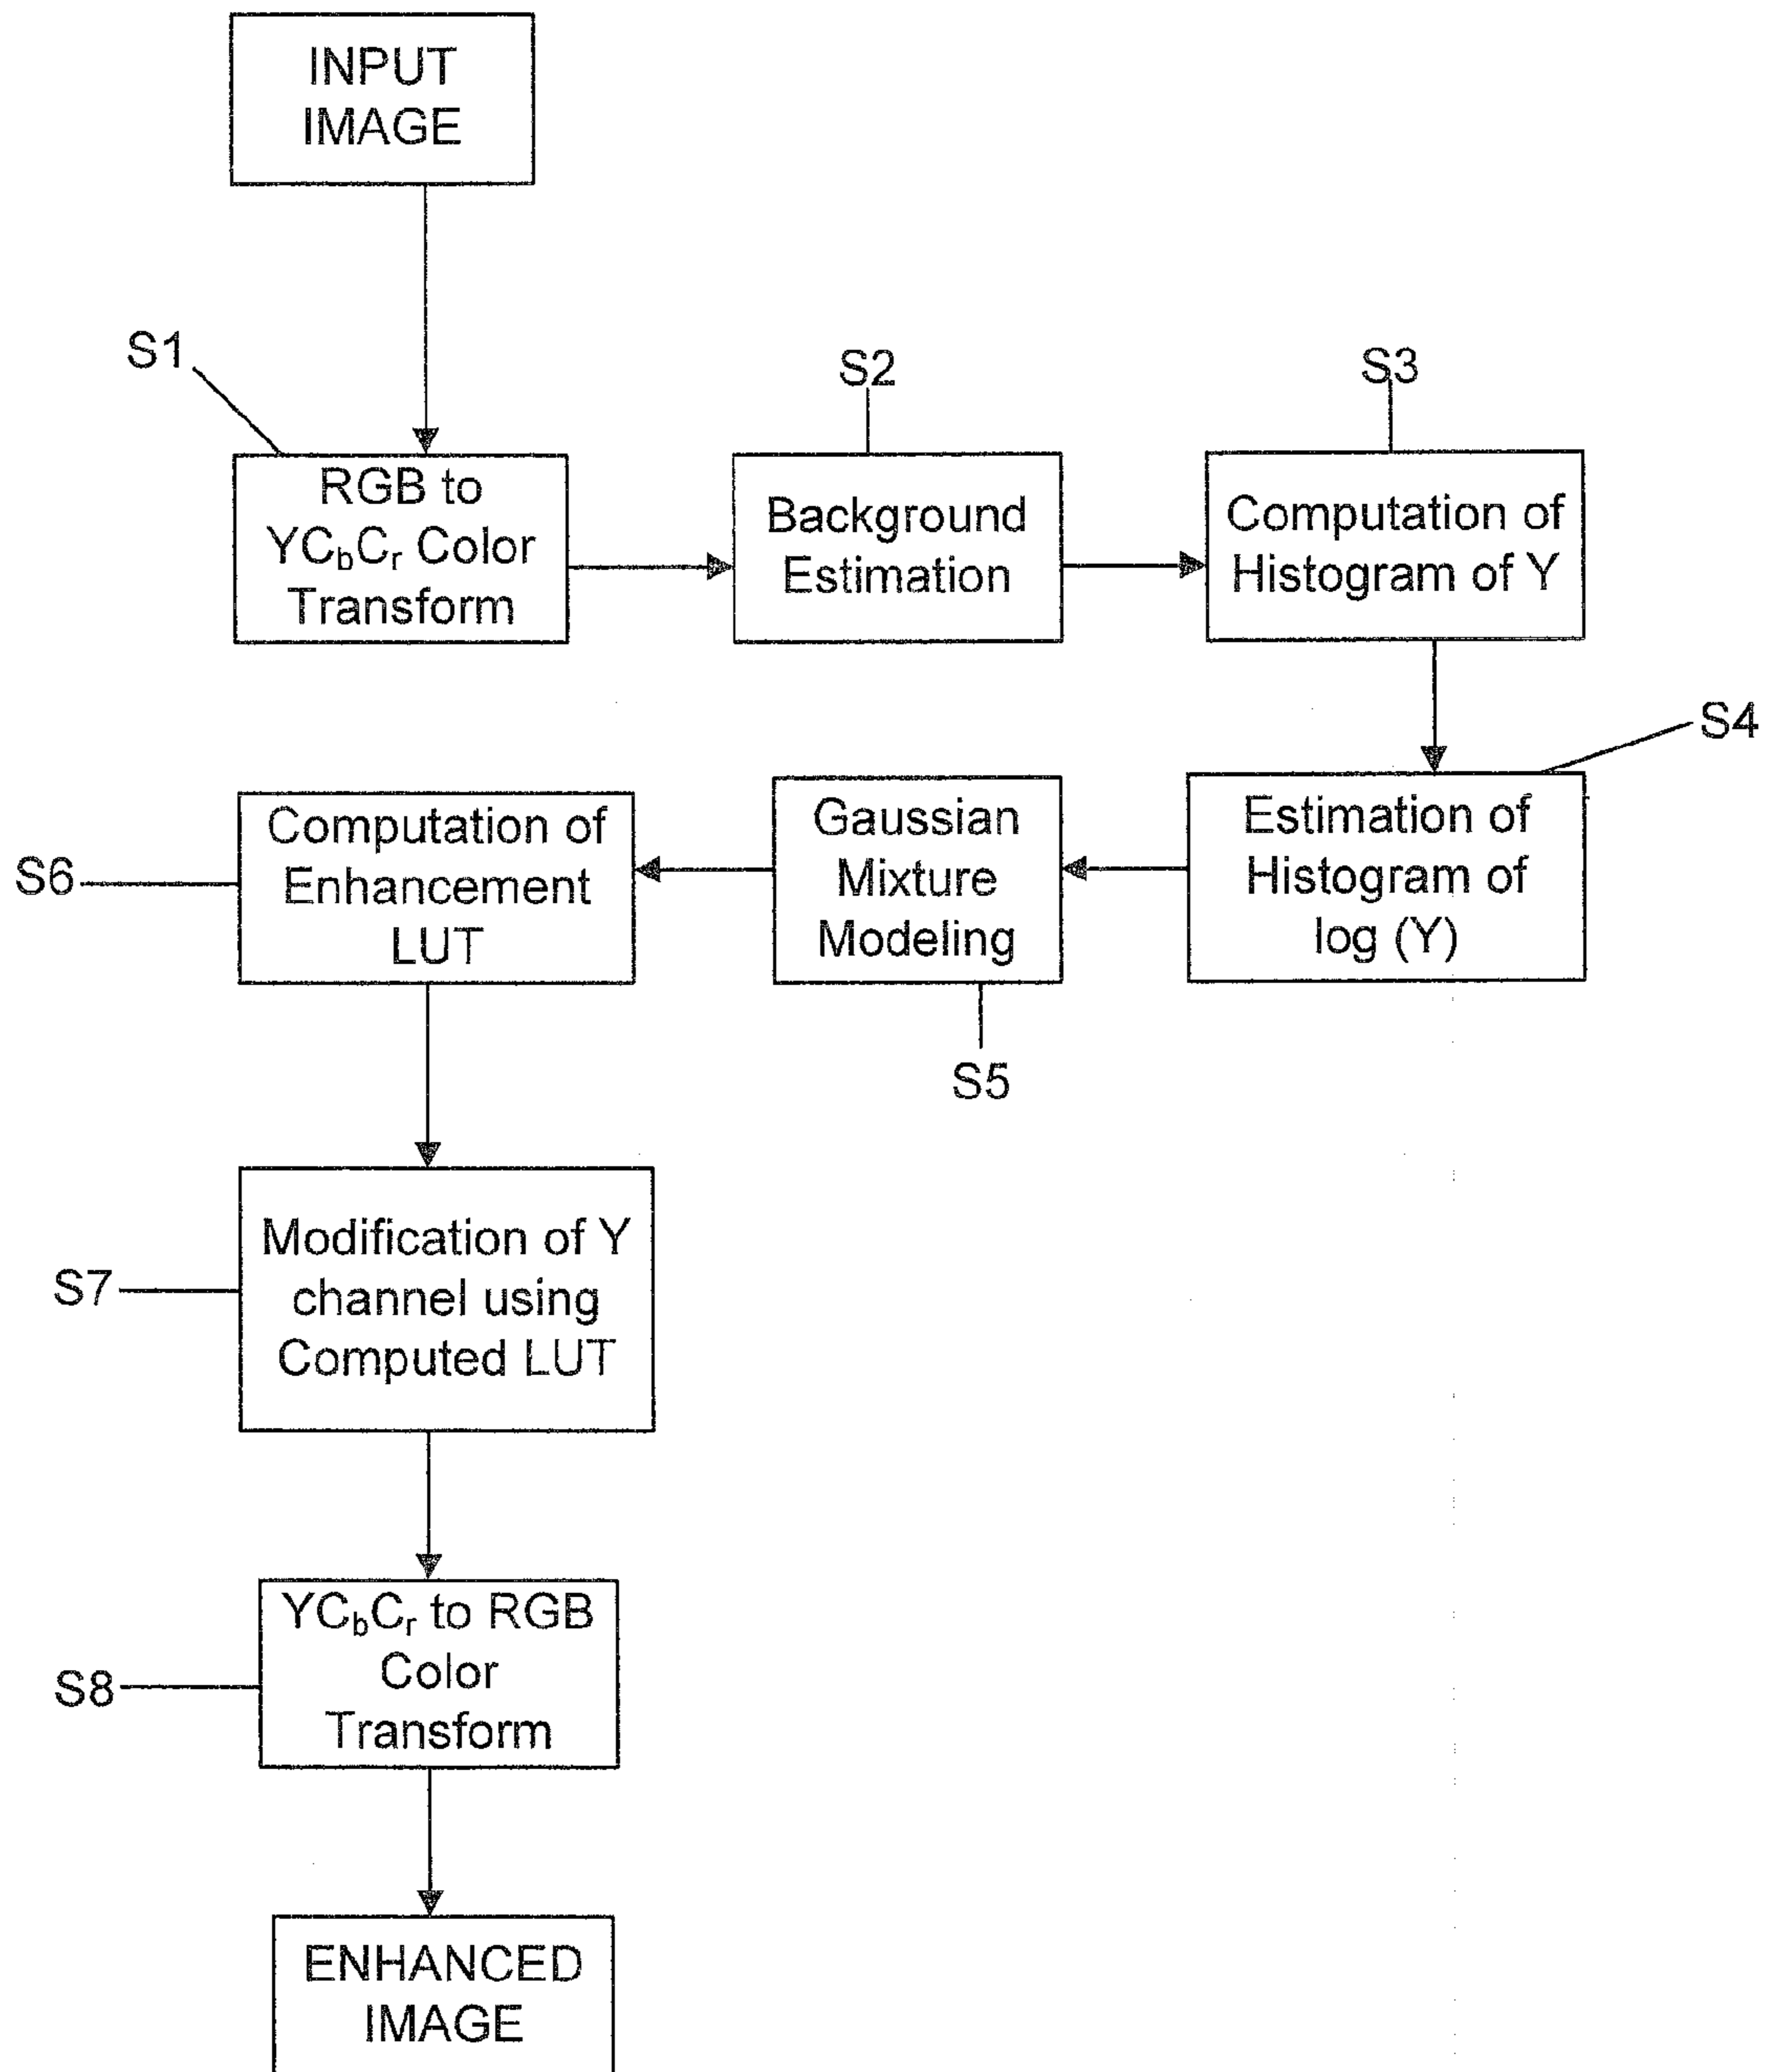 INPUT
IMAGE
S1
RGB to
YCbCr Color
Transform
S2
Background
Estimation
S3
Computation of
Histogram of Y
S4
Estimation of
Histogram of
log (Y)
Gaussian
Mixture
Modeling
S5
S6
Computation of
Enhancement
LUT
S7
Modification of Y
channel using
Computed LUT
S8
YCbCr to RGB
Color
Transform
ENHANCED
IMAGE